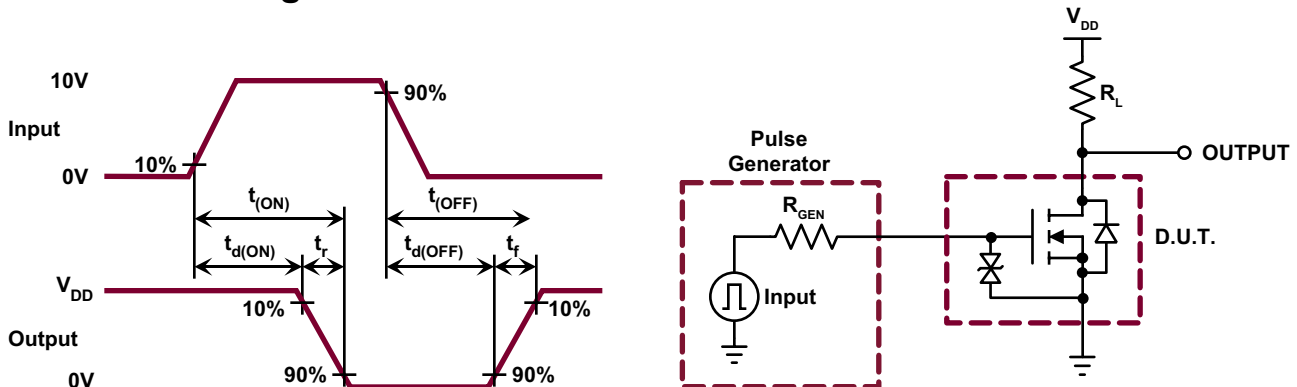 10V
90%
Input
10%
0V
t(ON)
t(OFF)
td(ON)
tr
td(OFF)
tf
VDD
10%
10%
Output
90%
90%
0V
VDD
RL
Pulse
Generator
OUTPUT
RGEN
D.U.T.
Input